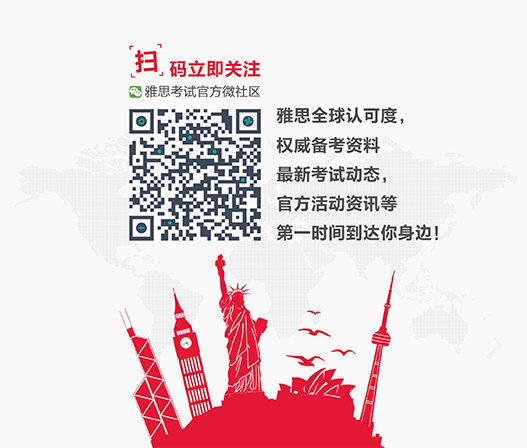 扫码立即关注
雅思考试官方微社区
雅思全球认可度，
权威备考资料
最新考试动态，
官方活动资讯等
第一时间到达你身边！